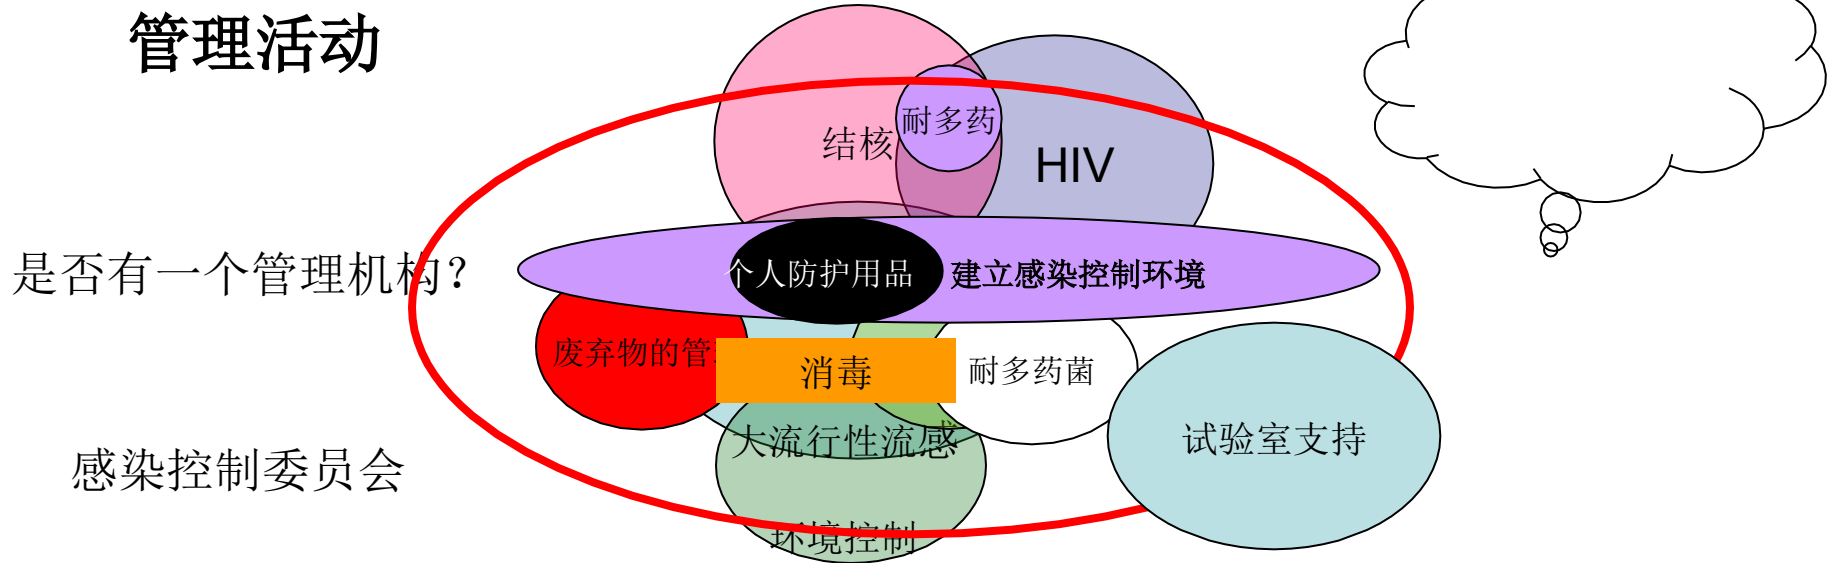 管理活动
耐多药
结核
HIV
是否有一个管理机构？
个人防护用品
建立感染控制环境
废弃物的管
消毒
耐多药菌
大流行性流感
试验室支持
感染控制委员会
环境控制